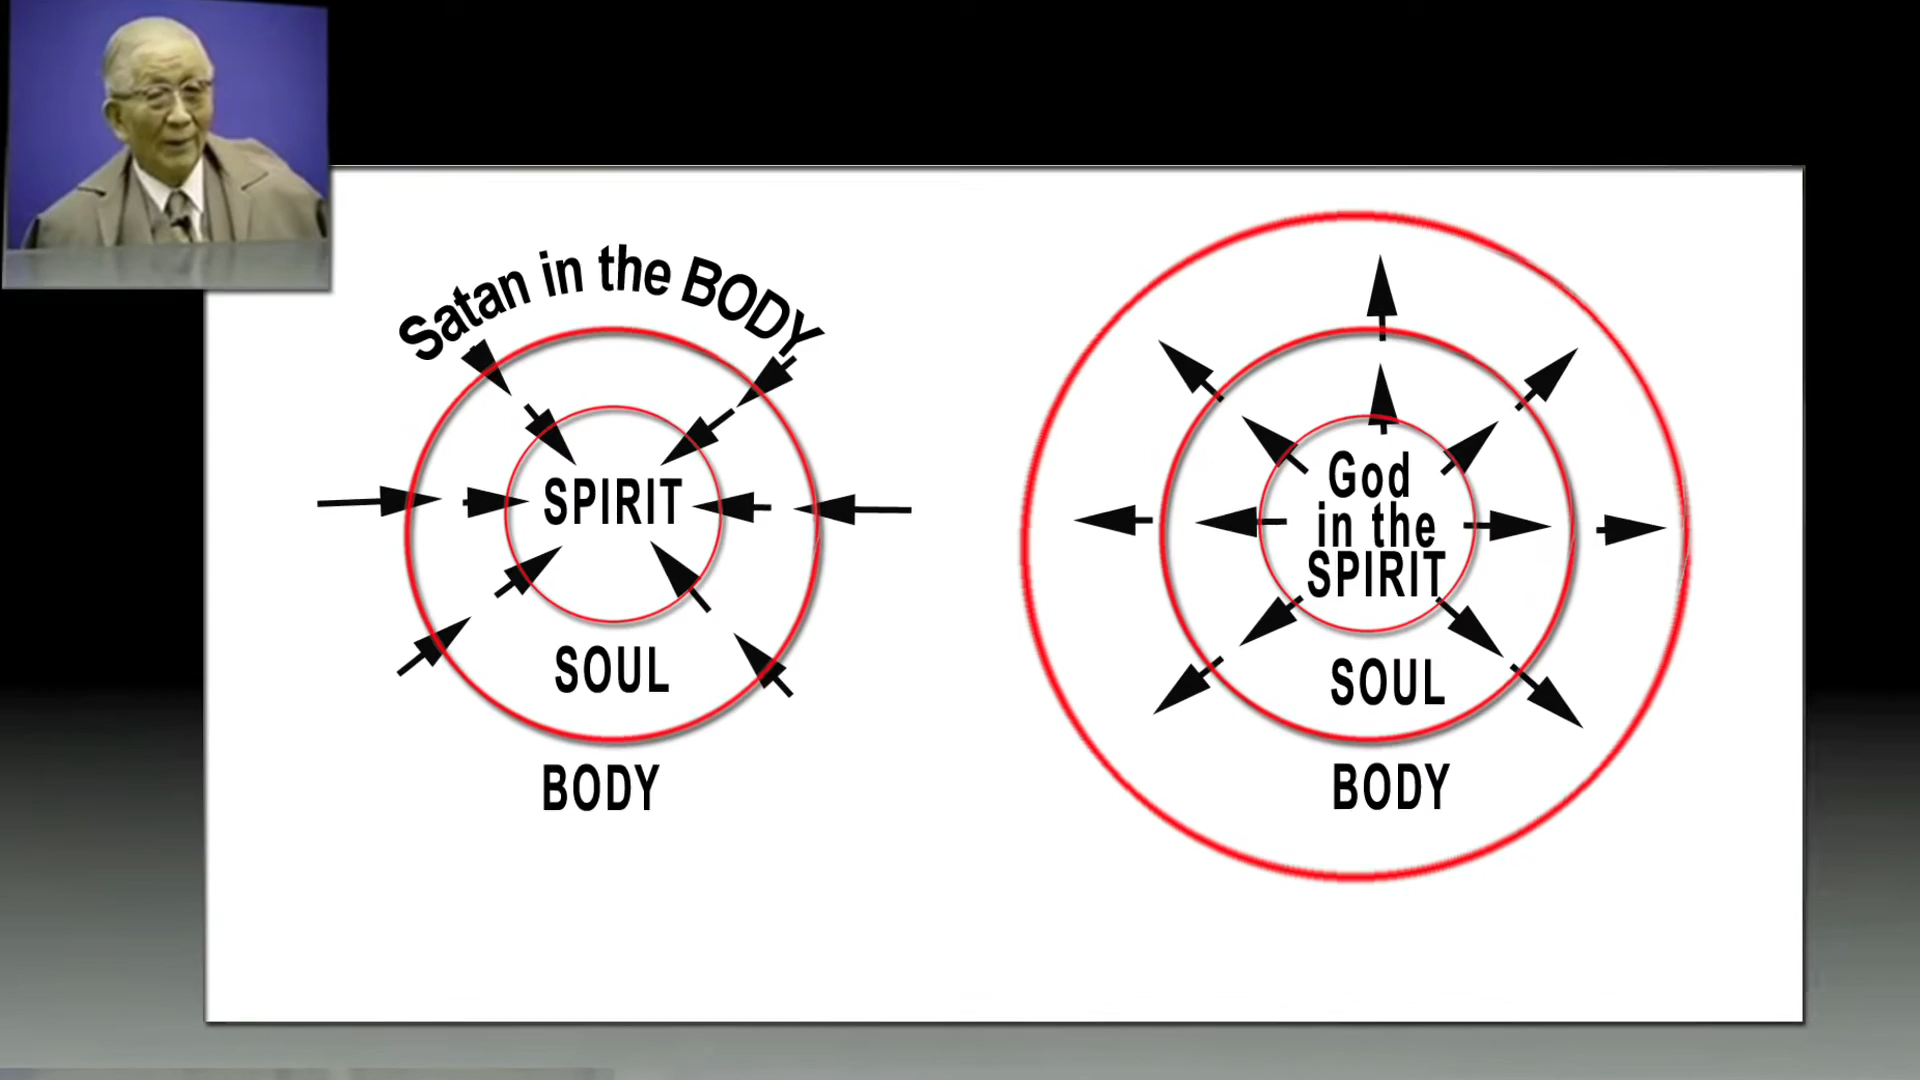 Satan in the BODY
SPIRIT
SOUL
BODY
God
in the
SPIRIT
SOUL
BODY